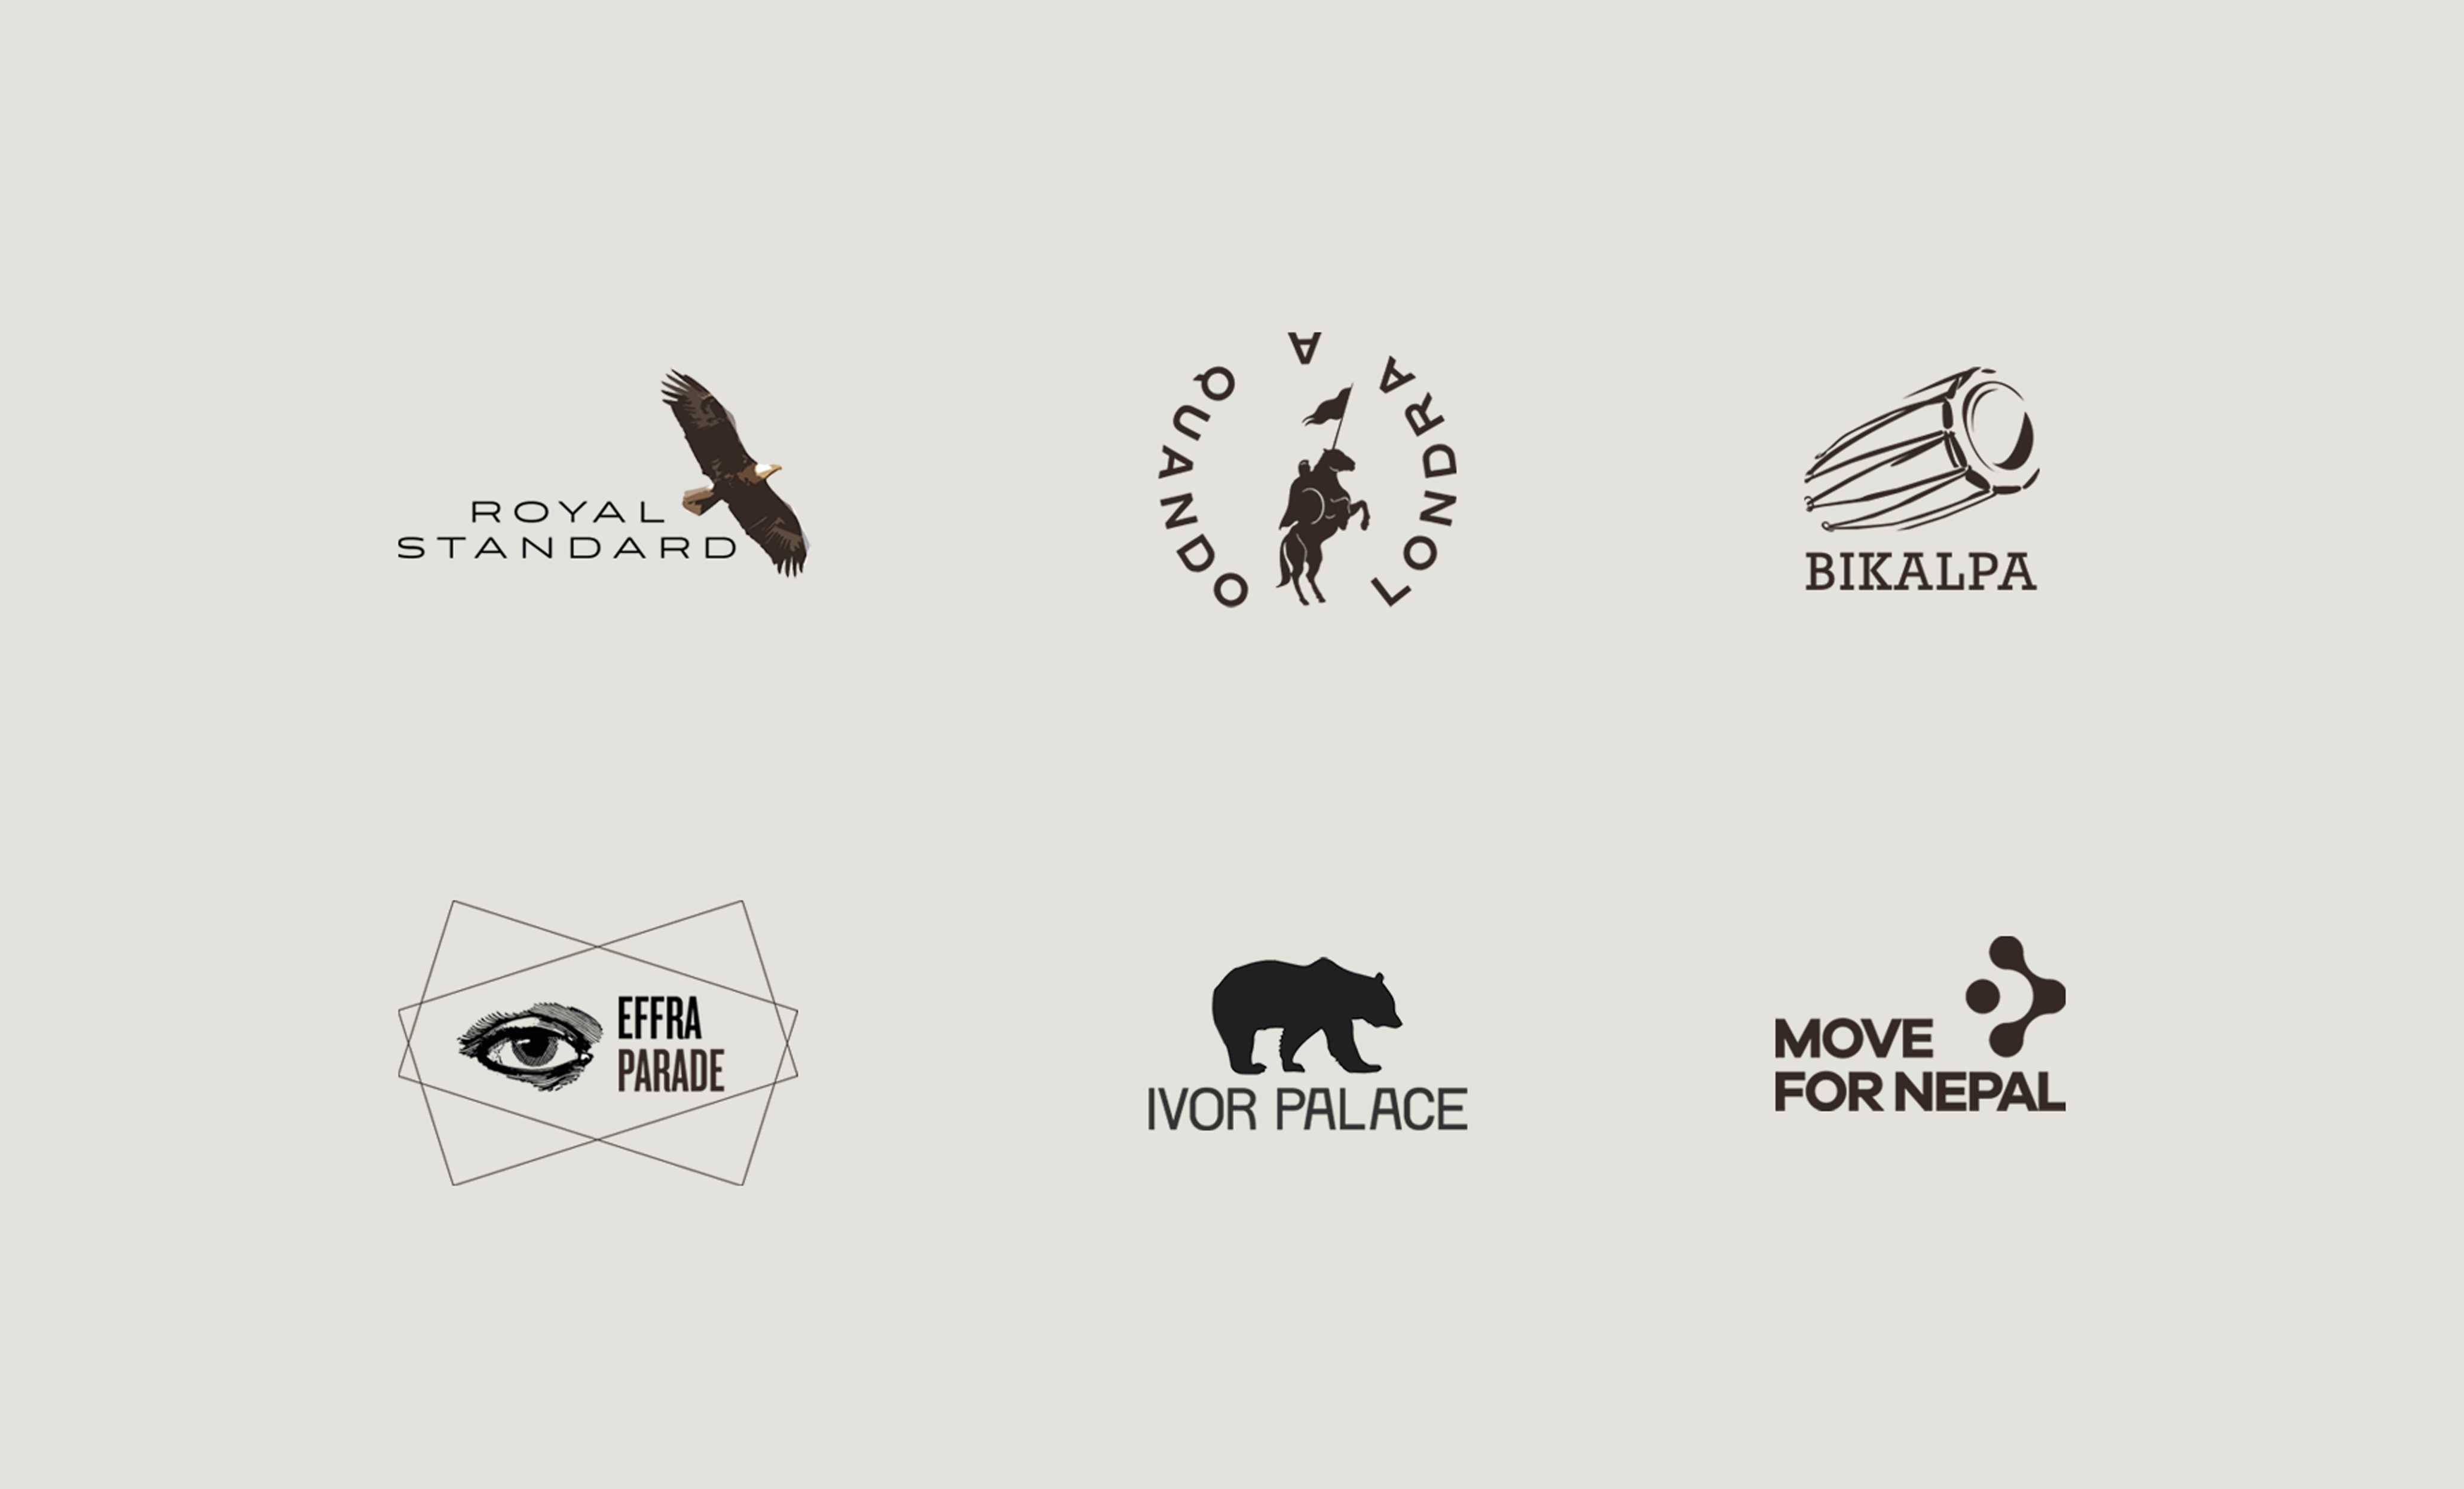 ROYAL
STANDARD
QUANDO A LONDRA
BIKALPA
EFFRA
PARADE
IVOR PALACE
MOVE
FOR NEPAL